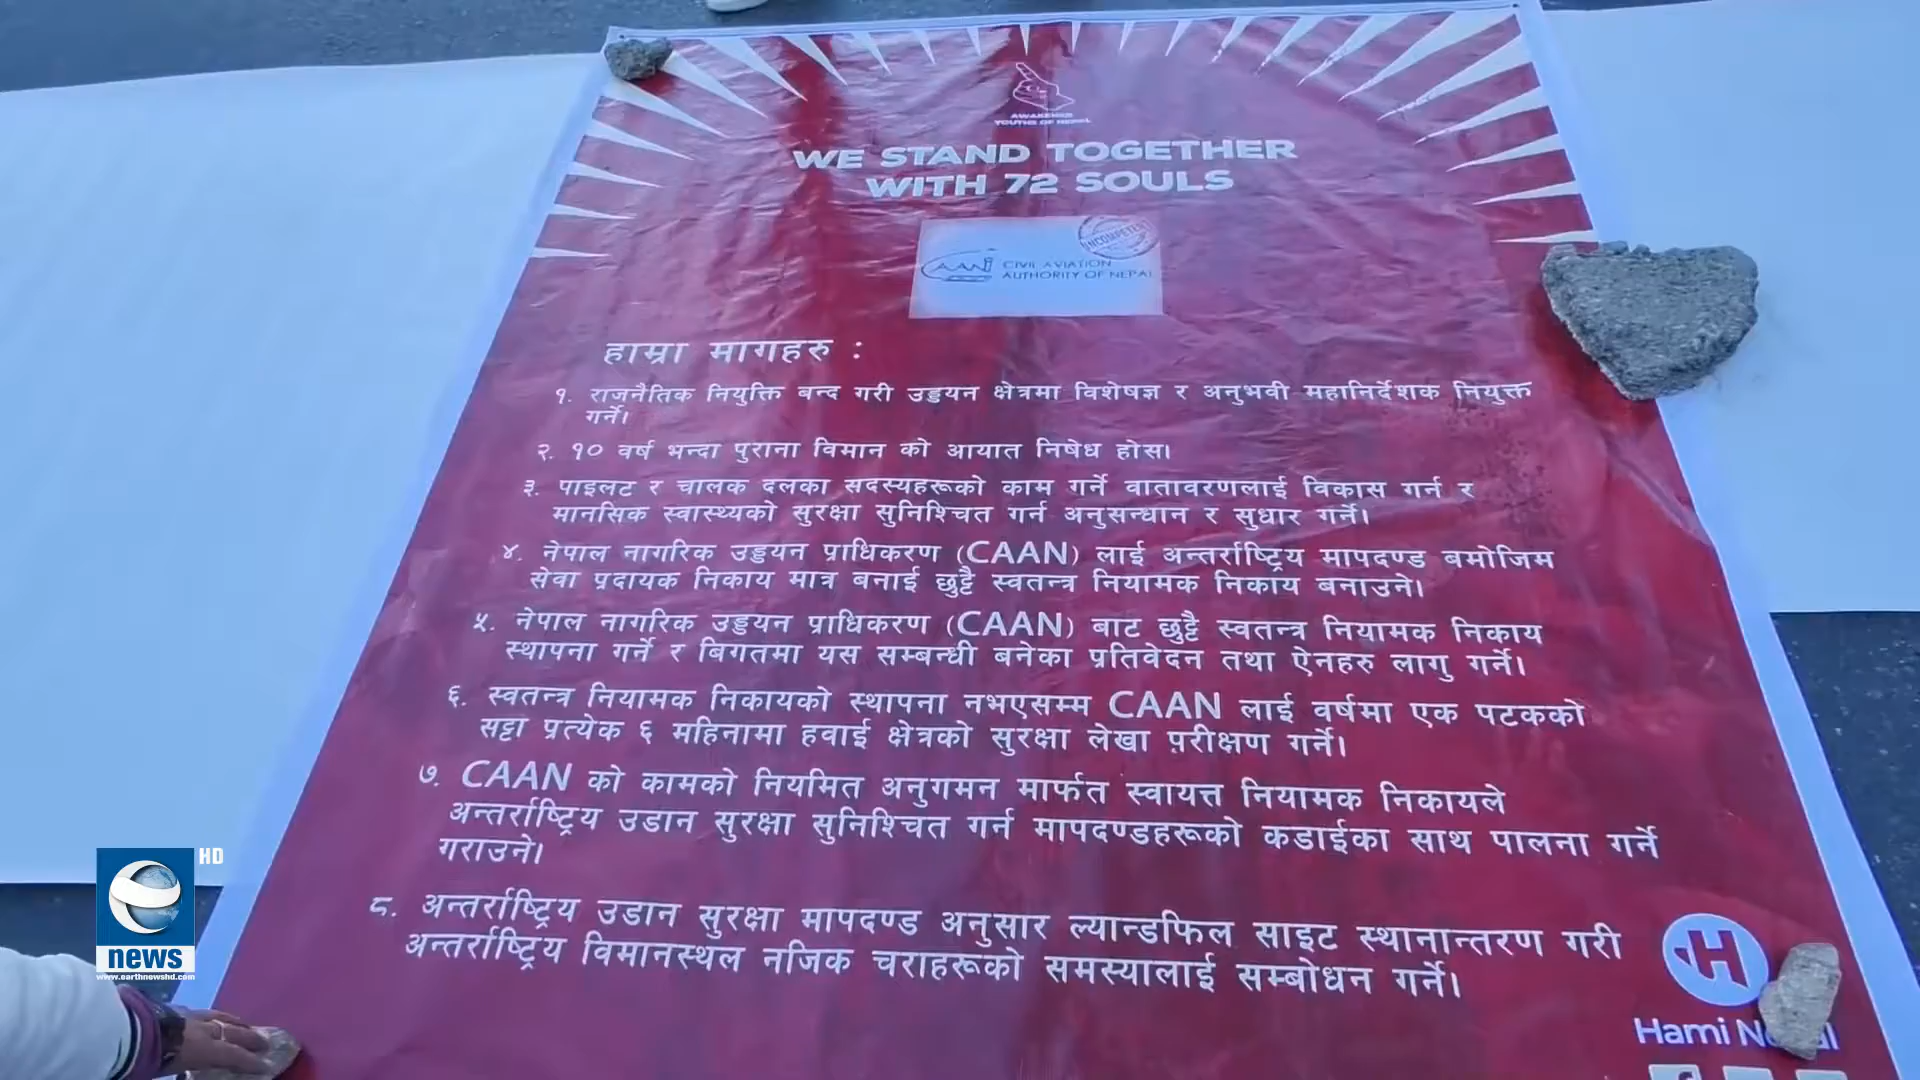 AWAKENED
YOUTHS OF NEPAL
WE STAND TOGETHER
WITH 72 SOULS
INCOMPETENT
CAAN
CIVIL AVIATION
AUTHORITY OF NEPAL
हाम्रा मागहरु :
१. राजनैतिक नियुक्ति बन्द गरी उड्डयन क्षेत्रमा विशेषज्ञ र अनुभवी महानिर्देशक नियुक्त
गर्ने।
२. १० वर्ष भन्दा पुराना विमान को आयात निषेध होस।
३. पाइलट र चालक दलका सदस्यहरूको काम गर्ने वातावरणलाई विकास गर्न र
मानसिक स्वास्थ्यको सुरक्षा सुनिश्चित गर्न अनुसन्धान र सुधार गर्ने।
४. नेपाल नागरिक उड्डयन प्राधिकरण (CAAN) लाई अन्तर्राष्ट्रिय मापदण्ड बमोजिम
सेवा प्रदायक निकाय मात्र बनाई छुट्टै स्वतन्त्र नियामक निकाय बनाउने।
५. नेपाल नागरिक उड्डयन प्राधिकरण (CAAN) बाट छुट्टै स्वतन्त्र नियामक निकाय
स्थापना गर्ने र बिगतमा यस सम्बन्धी बनेका प्रतिवेदन तथा ऐनहरु लागु गर्ने।
६. स्वतन्त्र नियामक निकायको स्थापना नभएसम्म CAAN लाई वर्षमा एक पटकको
सट्टा प्रत्येक ६ महिनामा हवाई क्षेत्रको सुरक्षा लेखा परीक्षण गर्ने।
७. CAAN को कामको नियमित अनुगमन मार्फत स्वायत्त नियामक निकायले
अन्तर्राष्ट्रिय उडान सुरक्षा सुनिश्चित गर्न मापदण्डहरूको कडाईका साथ पालना गर्ने
गराउने।
८. अन्तर्राष्ट्रिय उडान सुरक्षा मापदण्ड अनुसार ल्यान्डफिल साइट स्थानान्तरण गरी
अन्तर्राष्ट्रिय विमानस्थल नजिक चराहरूको समस्यालाई सम्बोधन गर्ने।
H
Hami
HD
news
www.earthnewshd.com